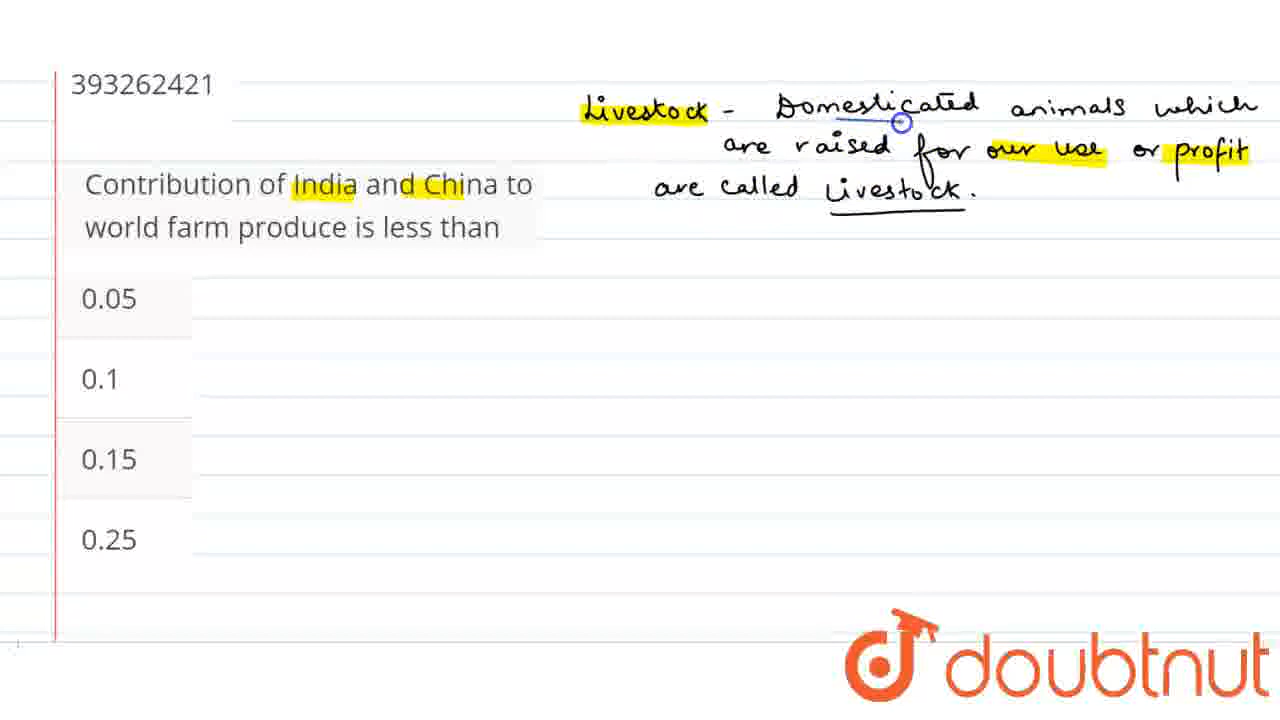 393262421
Livestock - Domesticated animals which
are raised for our use or profit
are called Livestock.
Contribution of India and China to
world farm produce is less than
0.05
0.1
0.15
0.25
doubtnut